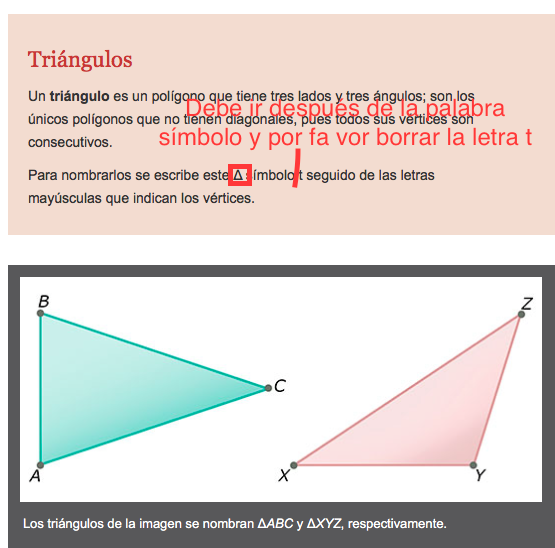 Triángulos
Un triángulo es un polígono que tiene tres lados y tres ángulos; son los
únicos polígonos que no tienen diagonales, pues todos sus vértices son
consecutivos.
Debe ir después de la palabra
símbolo y por fa vor borrar la letra t
Para nombrarlos se escribe este Δ símbolo t seguido de las letras
mayúsculas que indican los vértices.
B
C
A
Z
X
Y
Los triángulos de la imagen se nombran ΔABC y ΔXYZ, respectivamente.